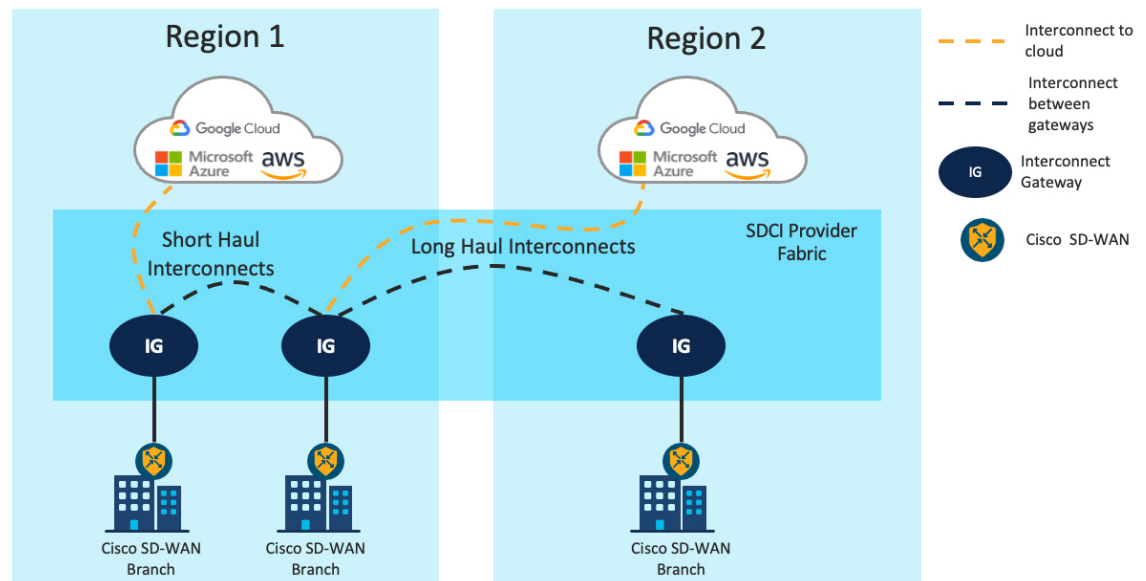 Region 1
Region 2
Google Cloud
Microsoft
Azure
aws
Google Cloud
Microsoft
Azure
aws
Short Haul
Interconnects
Long Haul Interconnects
SDCI Provider
Fabric
IG
IG
IG
Cisco SD-WAN
Branch
Cisco SD-WAN
Branch
Cisco SD-WAN
Branch
Interconnect to
cloud
Interconnect
between
gateways
IG
Interconnect
Gateway
Cisco SD-WAN